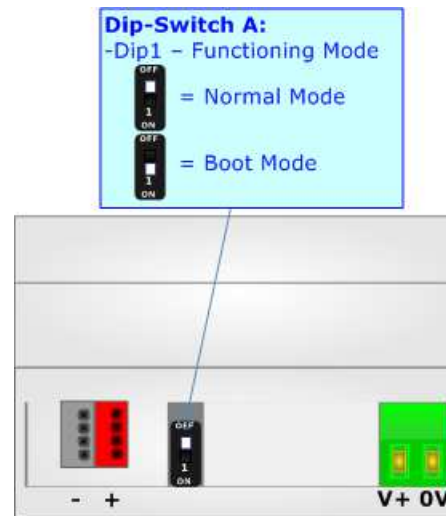 Dip-Switch A:
-Dip1 – Functioning Mode
OFF
1
ON
= Normal Mode
OFF
1
ON
= Boot Mode
OFF
1
ON
- +
V+ 0V